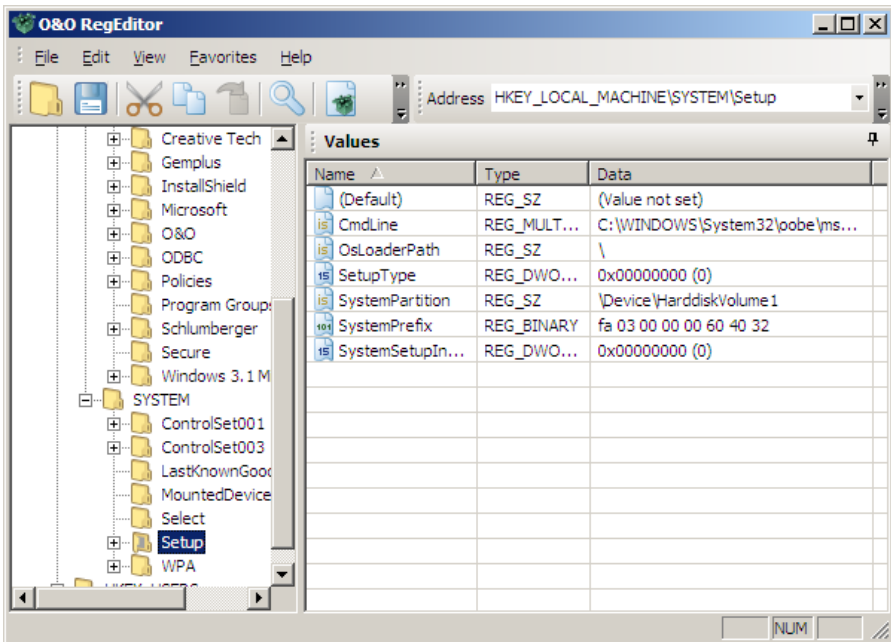 O&O RegEditor
File Edit View Favorites Help
Address HKEY_LOCAL_MACHINE\SYSTEM\Setup
Creative Tech
Gemplus
InstallShield
Microsoft
O&O
ODBC
Policies
Program Groups
Schlumberger
Secure
Windows 3.1 M
SYSTEM
ControlSet001
ControlSet003
LastKnownGood
MountedDevice
Select
Setup
WPA
Values
Name Type Data
(Default) REG_SZ (Value not set)
CmdLine REG_MULT... C:\WINDOWS\System32\oobe\ms...
OsLoaderPath REG_SZ \
SetupType REG_DWO... 0x00000000 (0)
SystemPartition REG_SZ \Device\HarddiskVolume1
SystemPrefix REG_BINARY fa 03 00 00 00 60 40 32
SystemSetupIn... REG_DWO... 0x00000000 (0)
NUM